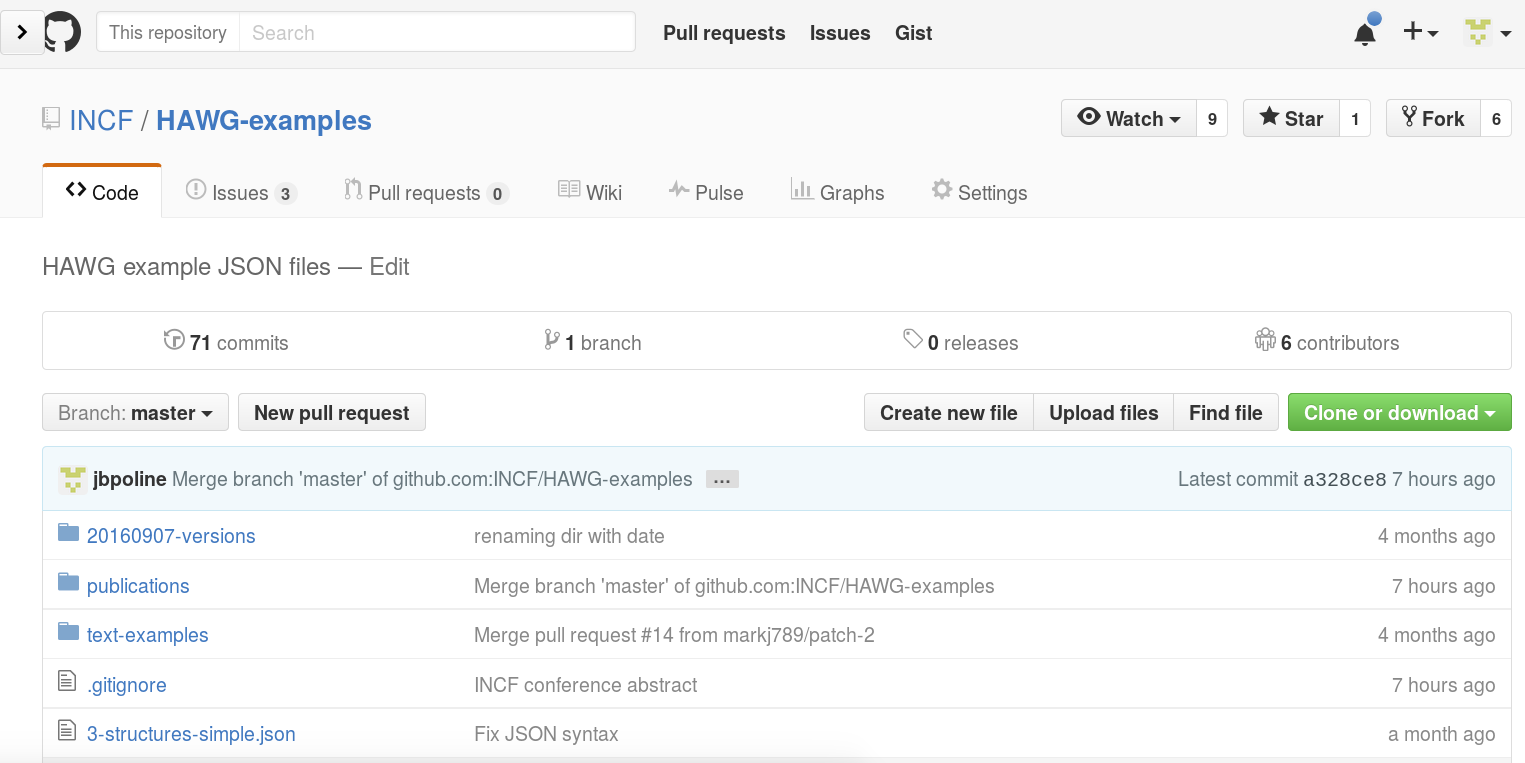 This repository Search Pull requests Issues Gist
INCF / HAWG-examples Watch 9 Star 1 Fork 6
Code Issues 3 Pull requests 0 Wiki Pulse Graphs Settings
HAWG example JSON files — Edit
71 commits 1 branch 0 releases 6 contributors
Branch: master New pull request Create new file Upload files Find file Clone or download
jbpoline Merge branch 'master' of github.com:INCF/HAWG-examples ... Latest commit a328ce8 7 hours ago
20160907-versions renaming dir with date 4 months ago
publications Merge branch 'master' of github.com:INCF/HAWG-examples 7 hours ago
text-examples Merge pull request #14 from markj789/patch-2 4 months ago
.gitignore INCF conference abstract 7 hours ago
3-structures-simple.json Fix JSON syntax a month ago